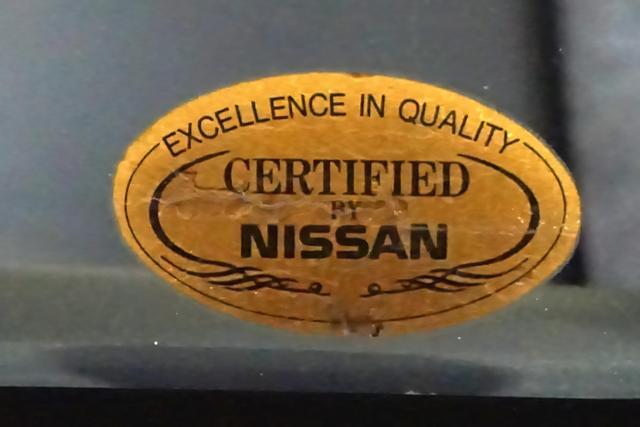 EXCELLENCE IN QUALITY
CERTIFIED
BY
NISSAN